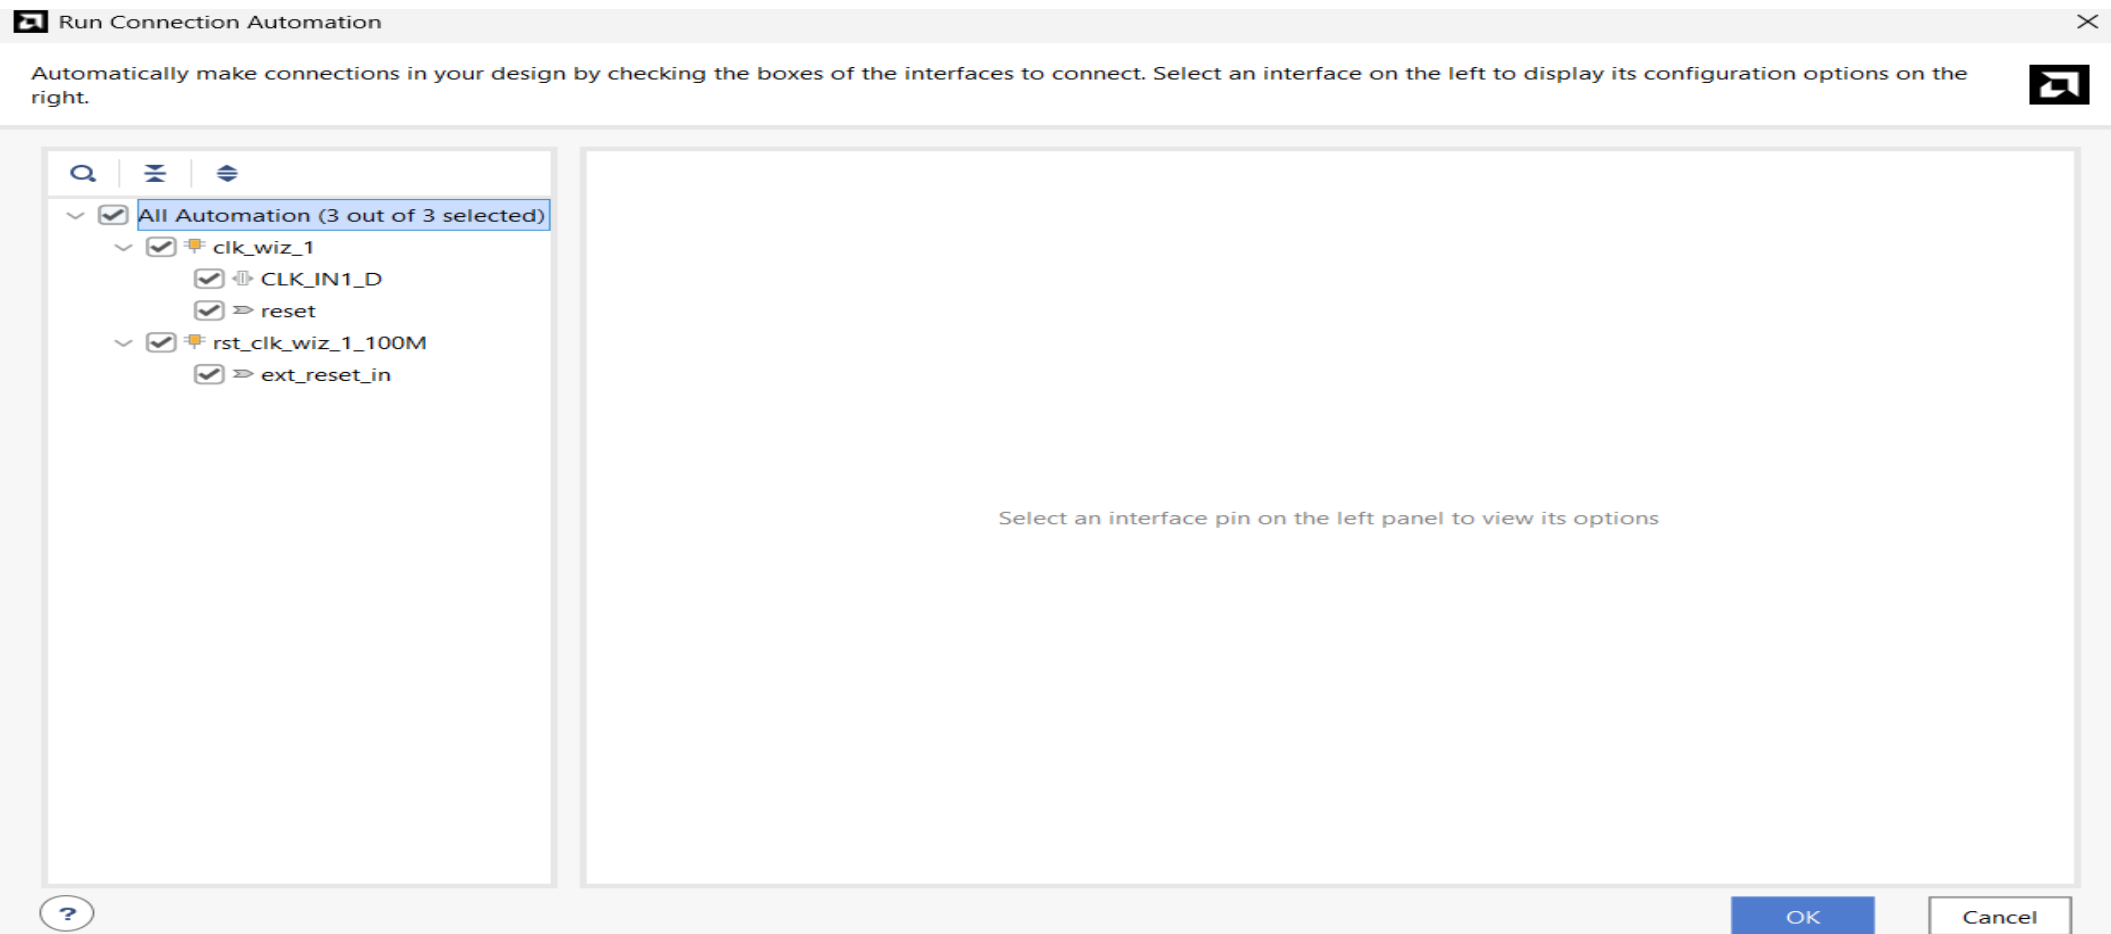 Run Connection Automation
Automatically make connections in your design by checking the boxes of the interfaces to connect. Select an interface on the left to display its configuration options on the
right.
All Automation (3 out of 3 selected)
clk_wiz_1
CLK_IN1_D
reset
rst_clk_wiz_1_100M
ext_reset_in
Select an interface pin on the left panel to view its options
?
OK
Cancel